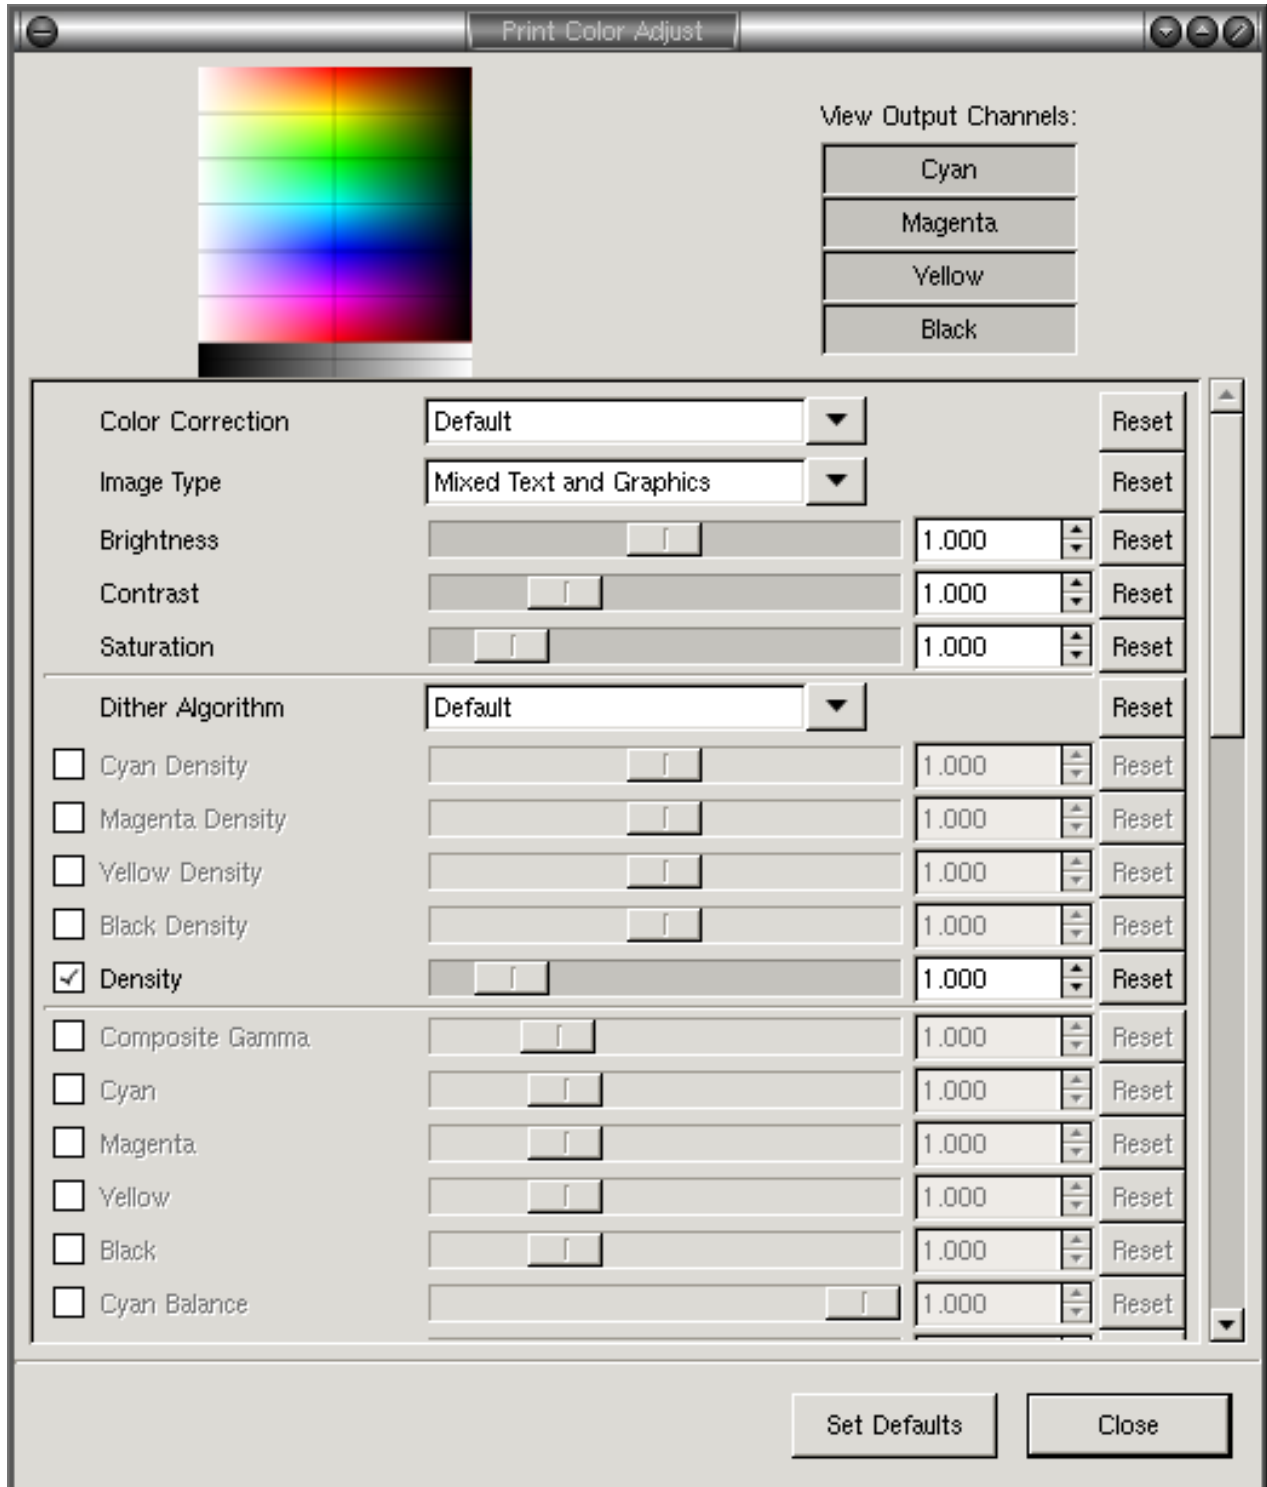 Print Color Adjust
View Output Channels:
Cyan
Magenta
Yellow
Black
Color Correction Default Reset
Image Type Mixed Text and Graphics Reset
Brightness 1.000 Reset
Contrast 1.000 Reset
Saturation 1.000 Reset
Dither Algorithm Default Reset
Cyan Density 1.000 Reset
Magenta Density 1.000 Reset
Yellow Density 1.000 Reset
Black Density 1.000 Reset
Density 1.000 Reset
Composite Gamma 1.000 Reset
Cyan 1.000 Reset
Magenta 1.000 Reset
Yellow 1.000 Reset
Black 1.000 Reset
Cyan Balance 1.000 Reset
Set Defaults Close